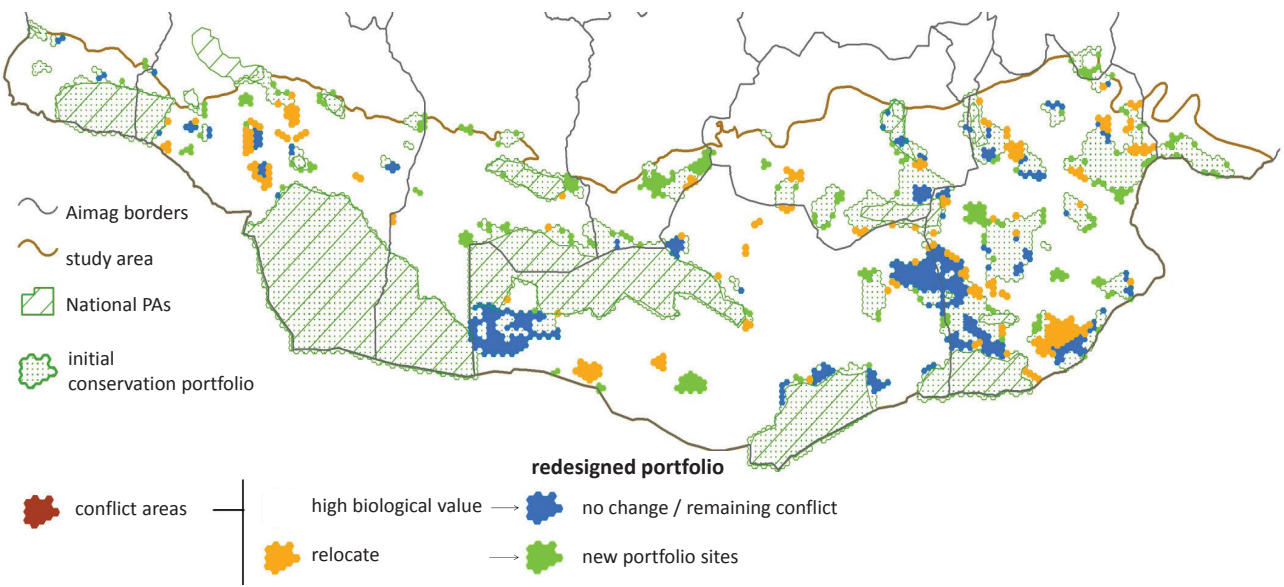 Aimag borders
study area
National PAs
initial
conservation portfolio
redesigned portfolio
conflict areas
high biological value → no change / remaining conflict
relocate → new portfolio sites